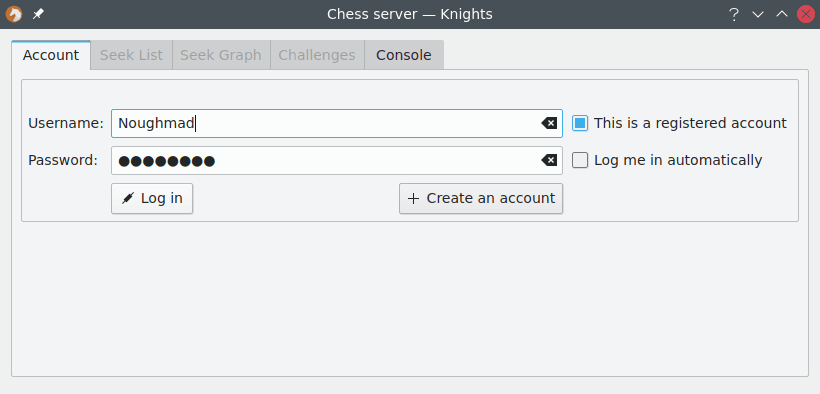 Chess server — Knights
Account Seek List Seek Graph Challenges Console
Username: Noughmad This is a registered account
Password: ●●●●●●●● Log me in automatically
Log in + Create an account